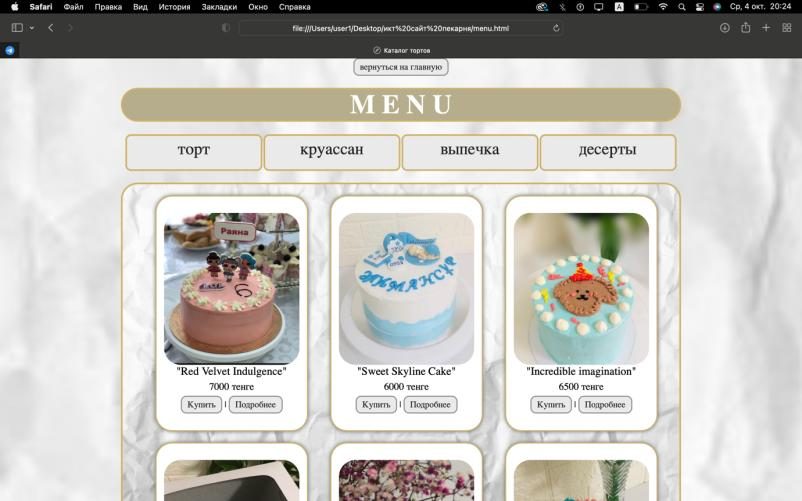 Safari Файл Правка Вид История Закладки Окно Справка
A
Ср, 4 окт. 20:24
file:///Users/user1/Desktop/икт%20сайт%20пекарня/menu.html
Каталог тортов
вернуться на главную
MENU
торт круассан выпечка десерты
Раяна
6
ӘЛИМАНСҰР
"Red Velvet Indulgence" "Sweet Skyline Cake" "Incredible imagination"
7000 тенге 6000 тенге 6500 тенге
Купить | Подробнее Купить | Подробнее Купить | Подробнее